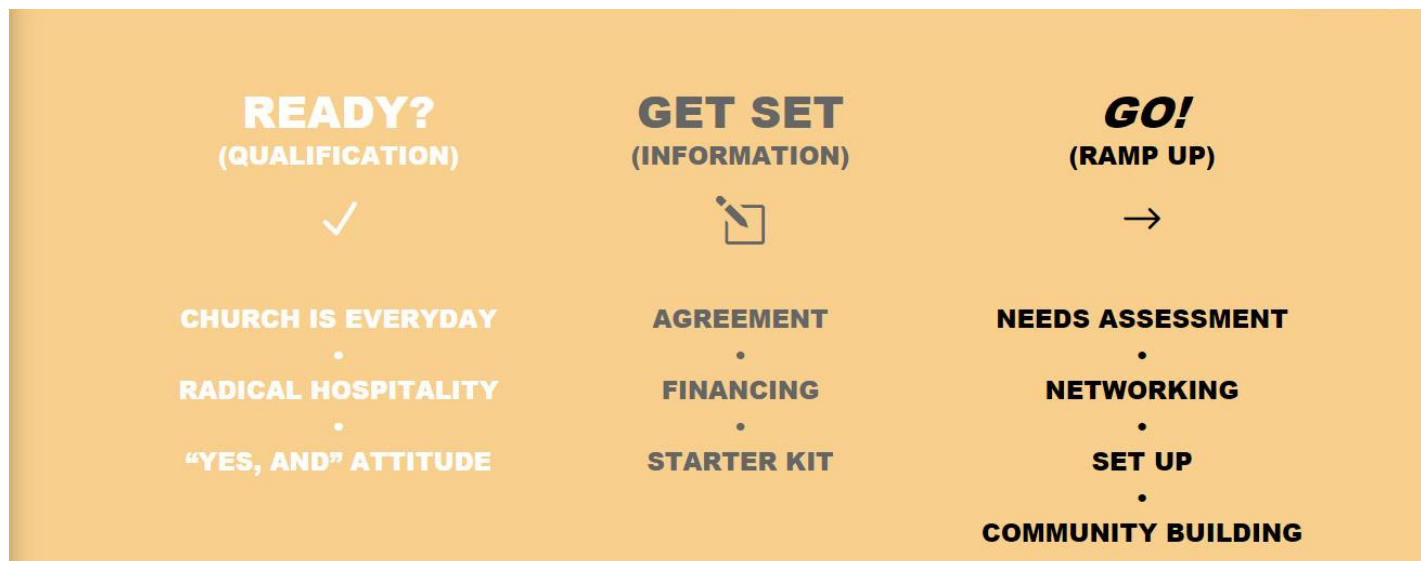 READY?
(QUALIFICATION)
CHURCH IS EVERYDAY
•
RADICAL HOSPITALITY
•
“YES, AND” ATTITUDE
GET SET
(INFORMATION)
AGREEMENT
•
FINANCING
•
STARTER KIT
GO!
(RAMP UP)
NEEDS ASSESSMENT
•
NETWORKING
•
SET UP
•
COMMUNITY BUILDING